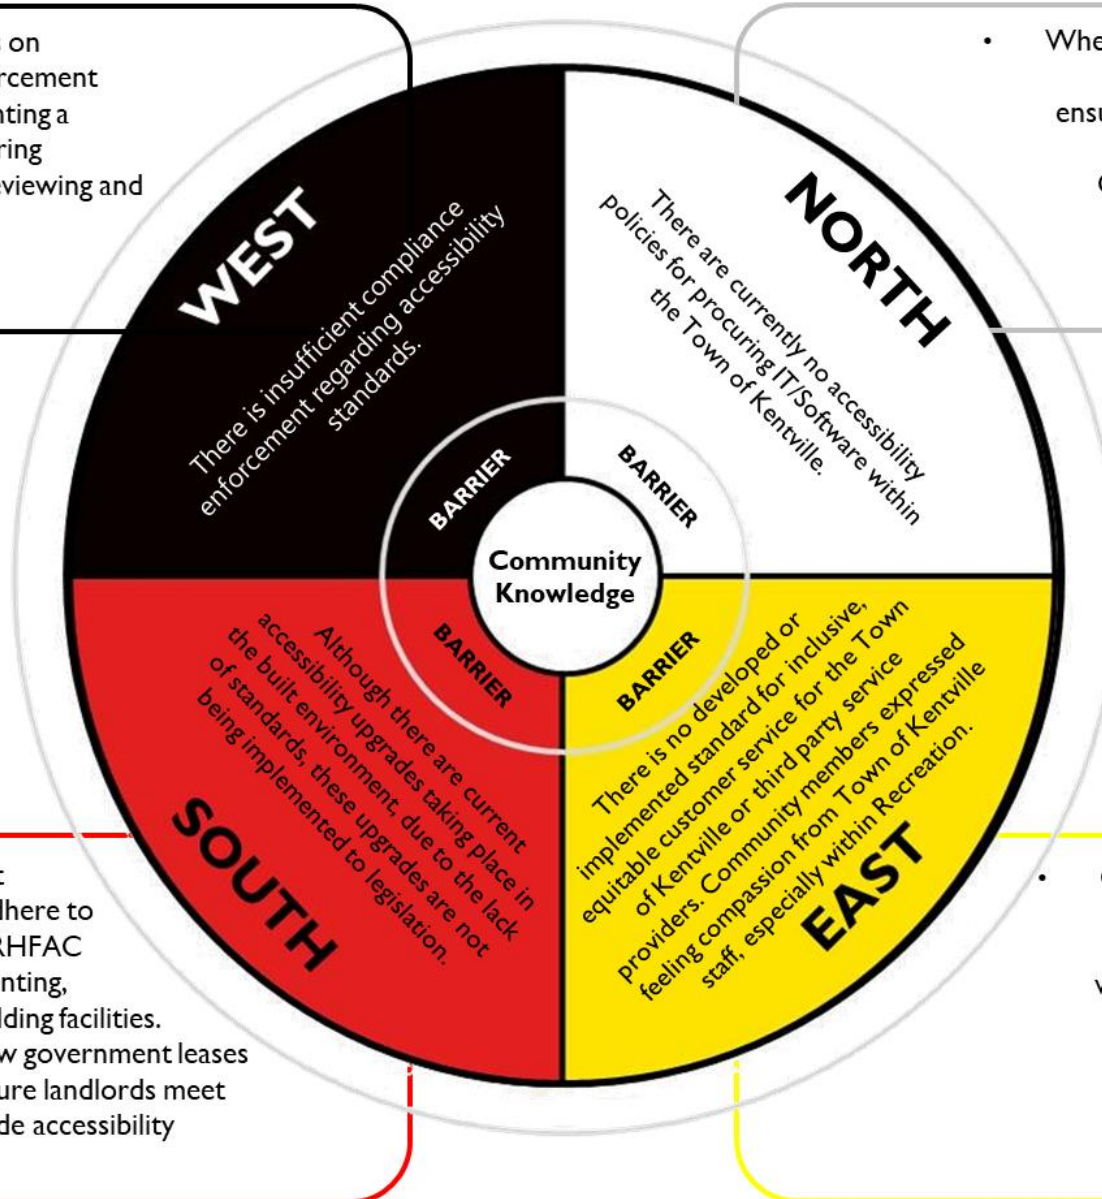 on
rcement
nting a
ring
eviewing and
• Whe
ensu
WEST
There is insufficient compliance
enforcement regarding accessibility
standards.
BARRIER
NORTH
There are currently no accessibility
policies for procuring IT/Software within
the Town of Kentville.
BARRIER
Community
Knowledge
SOUTH
Although there are current
accessibility upgrades taking place in
the built environment, due to the lack
of standards, these upgrades are not
being implemented to legislation.
BARRIER
EAST
There is no developed or
implemented standard for inclusive,
equitable customer service for the Town
of Kentville or third party service
providers. Community members expressed
feeling compassion from Town of Kentville
staff, especially within Recreation.
BARRIER
lhere to
RHFAC
nting,
lding facilities.
w government leases
ure landlords meet
de accessibility
•